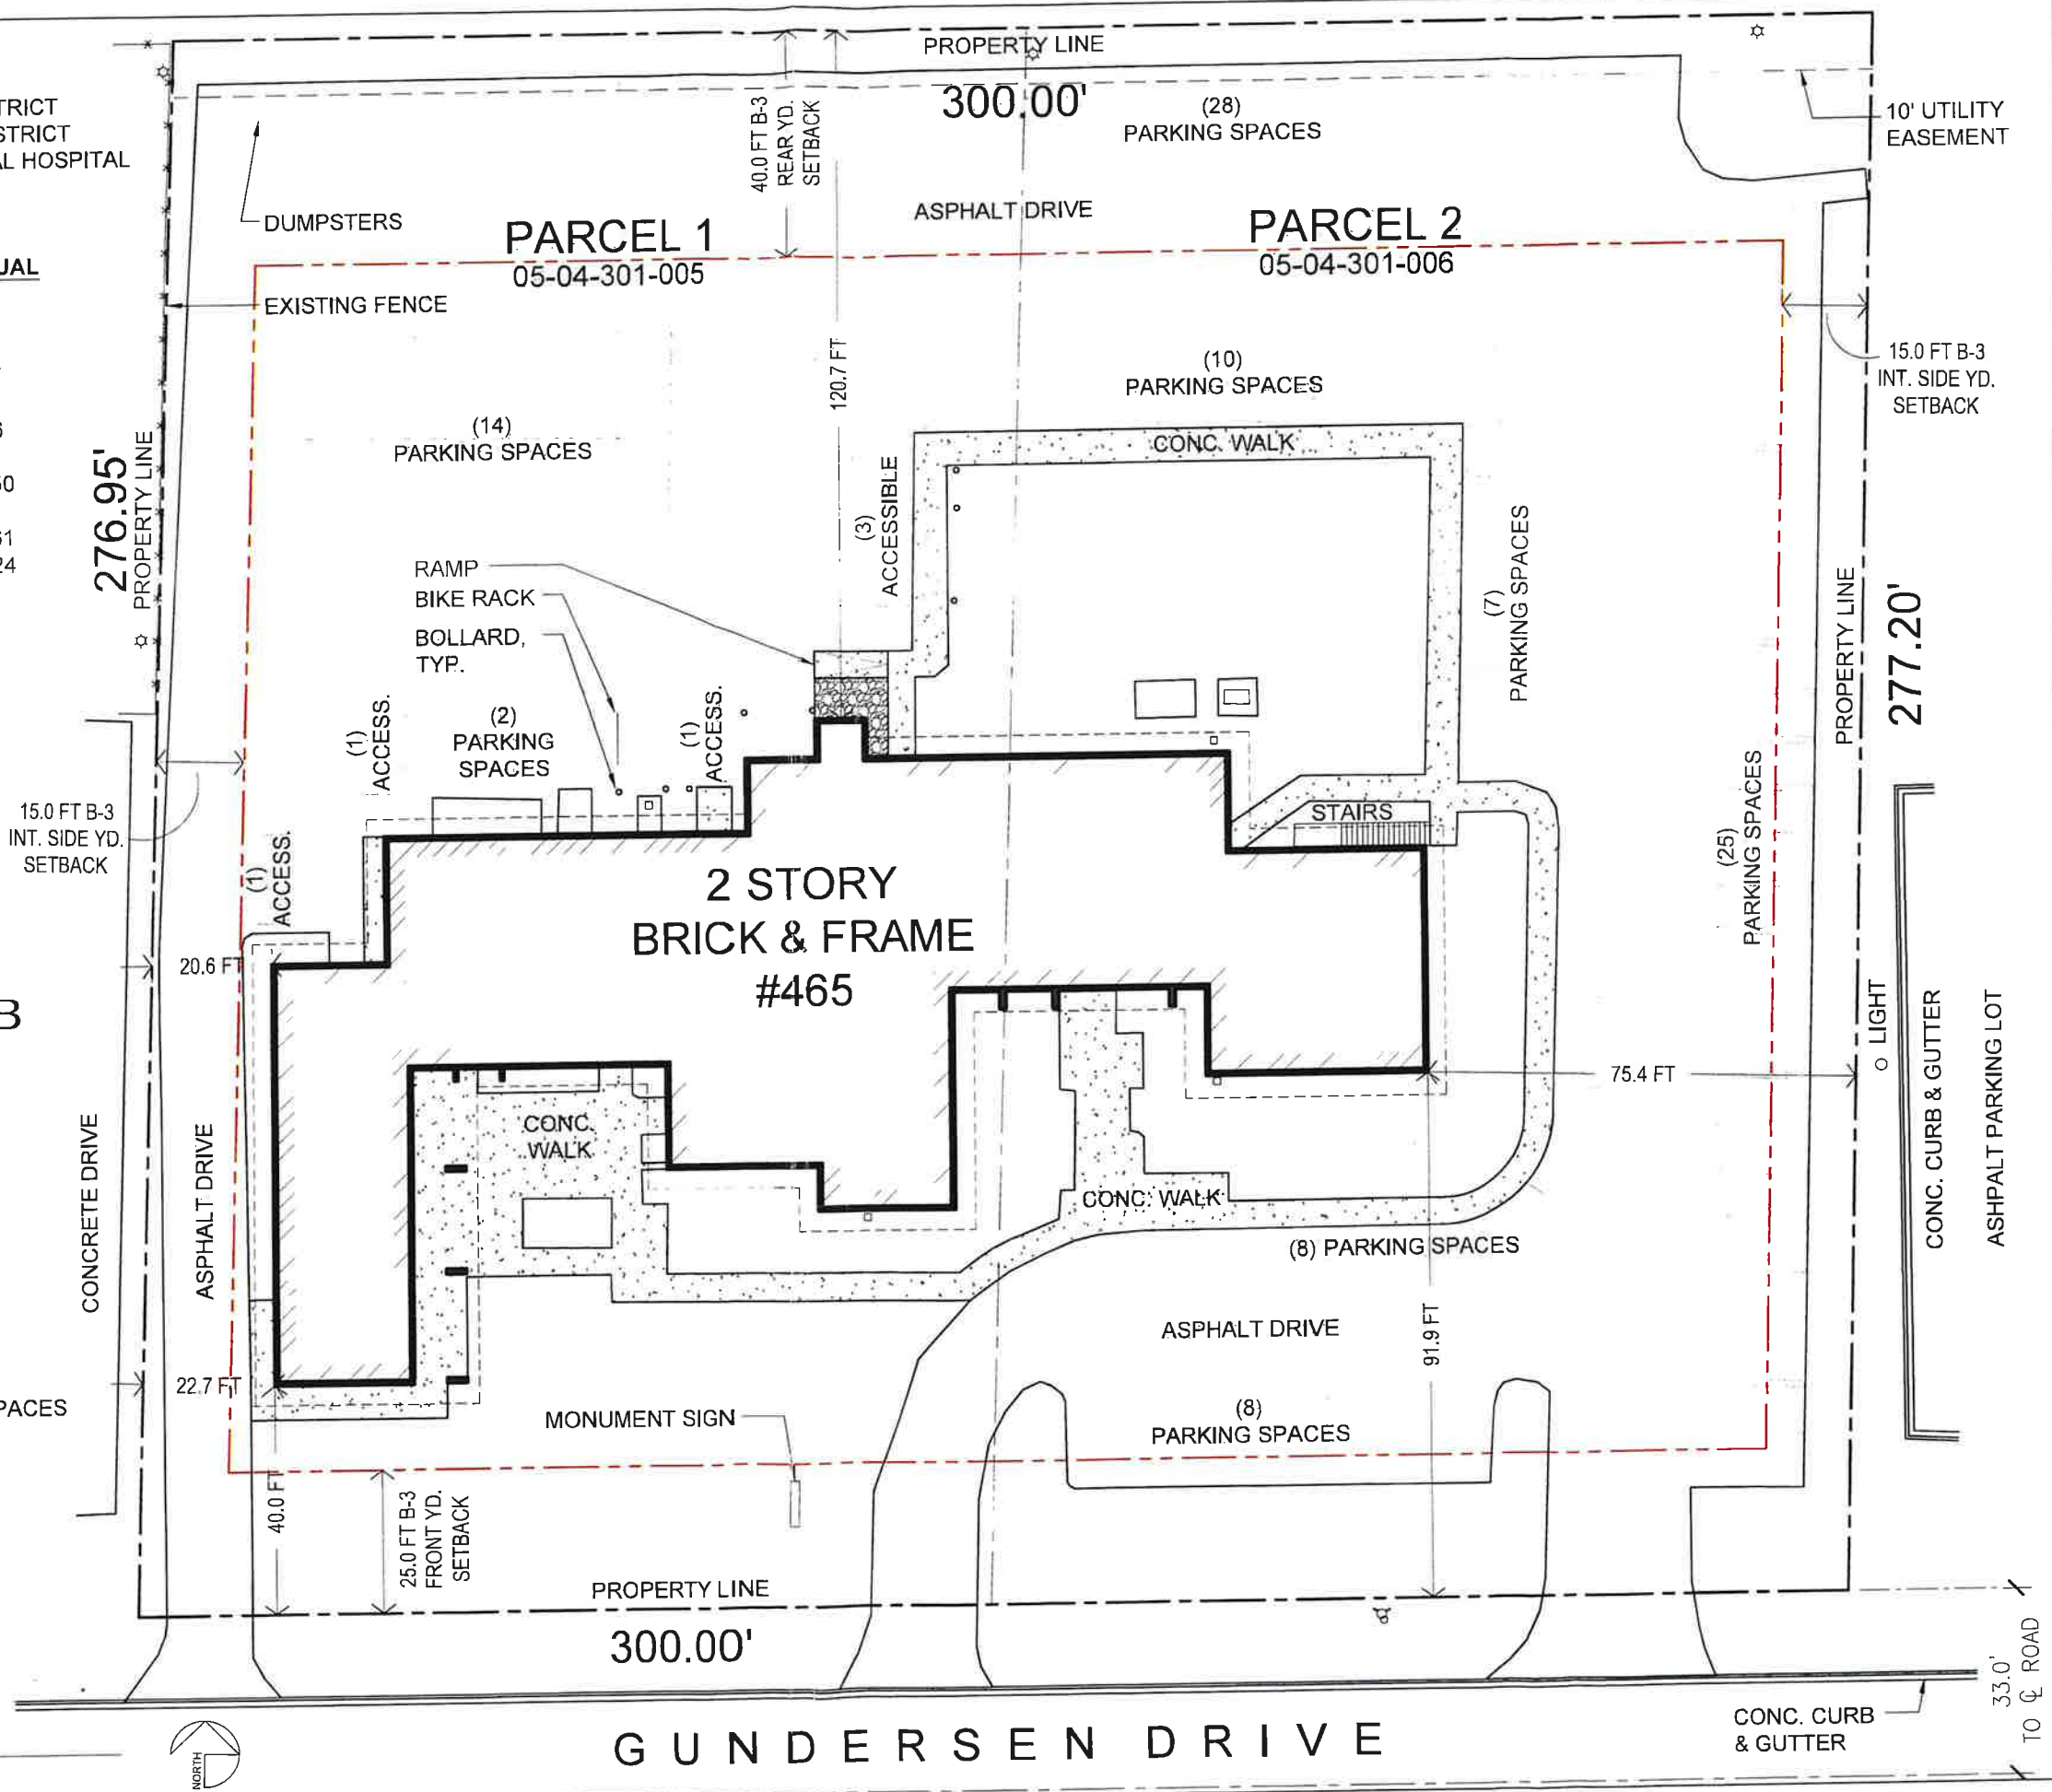 PROPERTY LINE
300.00'
TRICT
STRICT
AL HOSPITAL
40.0 FT B-3
REAR YD.
SETBACK
(28)
PARKING SPACES
10' UTILITY
EASEMENT
DUMPSTERS
ASPHALT DRIVE
PARCEL 1
05-04-301-005
PARCEL 2
05-04-301-006
UAL
EXISTING FENCE
120.7 FT
(10)
PARKING SPACES
15.0 FT B-3
INT. SIDE YD.
SETBACK
(14)
PARKING SPACES
CONC. WALK
276.95'
PROPERTY LINE
(3)
ACCESSIBLE
(7)
PARKING SPACES
PROPERTY LINE
277.20'
RAMP
BIKE RACK
BOLLARD,
TYP.
(1)
ACCESS.
(2)
PARKING
SPACES
(1)
ACCESS.
15.0 FT B-3
INT. SIDE YD.
SETBACK
(1)
ACCESS.
STAIRS
(25)
PARKING SPACES
2 STORY
BRICK & FRAME
#465
20.6 FT
B
LIGHT
CONC. CURB & GUTTER
ASHPALT PARKING LOT
75.4 FT
CONCRETE DRIVE
ASPHALT DRIVE
CONC.
WALK
CONC. WALK
(8) PARKING SPACES
ASPHALT DRIVE
91.9 FT
22.7 FT
PACES
MONUMENT SIGN
(8)
PARKING SPACES
40.0 FT
25.0 FT B-3
FRONT YD.
SETBACK
PROPERTY LINE
300.00'
33.0'
TO ℄ ROAD
CONC. CURB
& GUTTER
GUNDERSEN DRIVE
NORTH